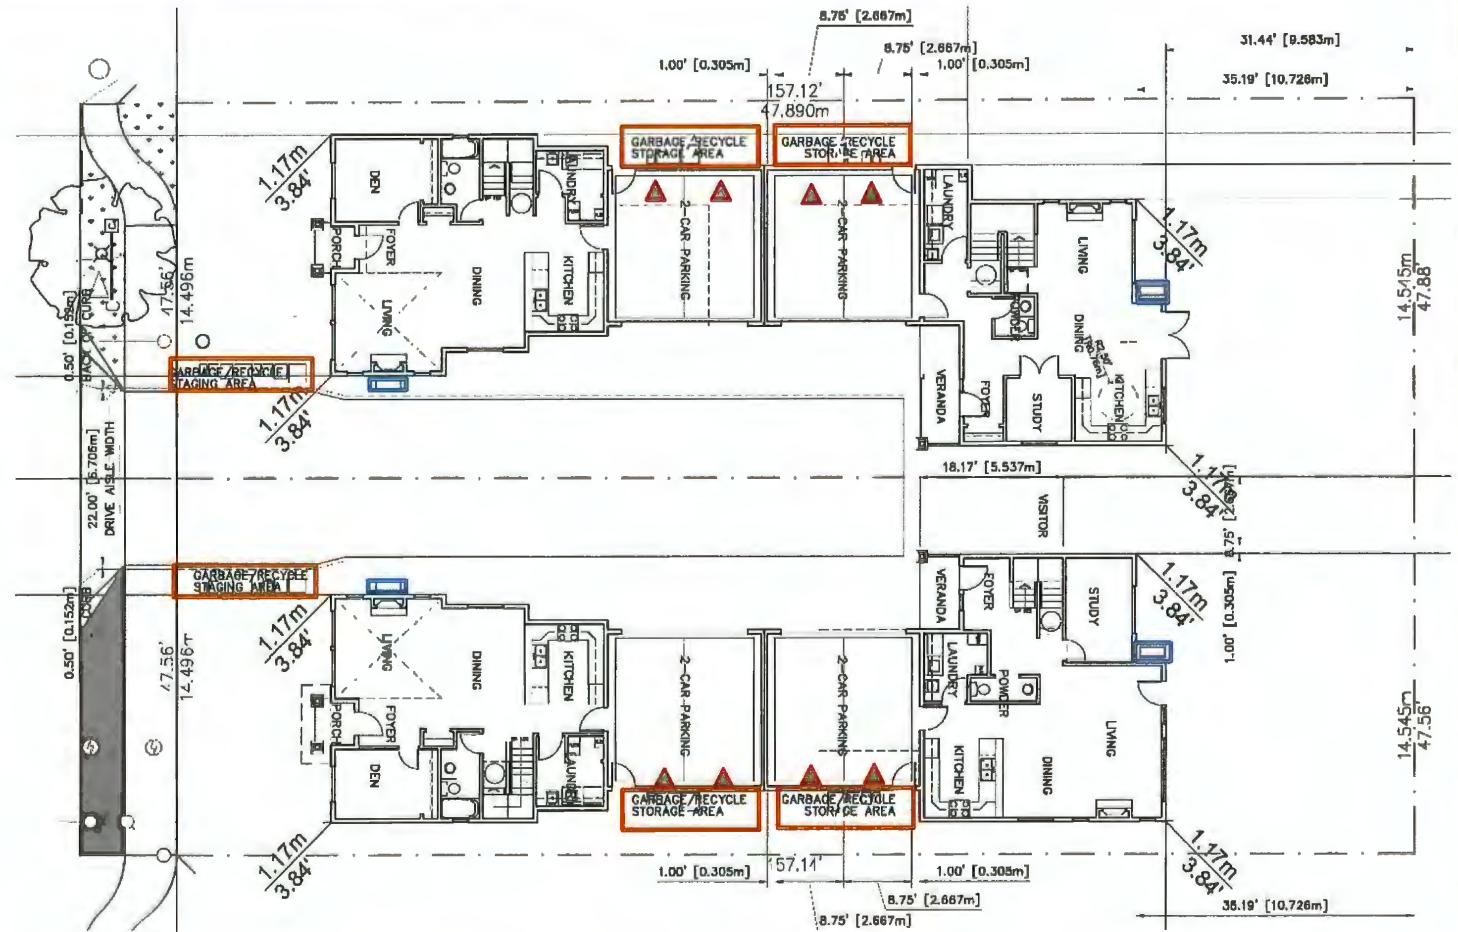 8.75' [2.667m]
8.75' [2.667m]
31.44' [9.583m]
1.00' [0.305m]
1.00' [0.305m]
35.19' [10.726m]
157.12'
47.890m
GARBAGE/RECYCLE
STORAGE AREA
GARBAGE/RECYCLE
STORAGE AREA
1.17m
3.84'
DEN
LAUNDRY
2-CAR PARKING
2-CAR PARKING
LAUNDRY
LIVING
1.17m
3.84'
PORCH
FOYER
DINING
KITCHEN
LIVING
POWDER
DINING
KITCHEN
47.56'
14.496m
14.545m
47.88'
0.50' [0.152m]
BACK OF CURB
GARBAGE/RECYCLE
STAGING AREA
1.17m
3.84'
VERANDA
FOYER
STUDY
22.00' [6.706m]
DRIVE AISLE WIDTH
18.17' [5.537m]
1.17m
3.84'
VISITOR
8.75' [2.667m]
GARBAGE/RECYCLE
STAGING AREA
0.50' [0.152m]
CURB
1.17m
3.84'
VERANDA
FOYER
STUDY
1.17m
3.84'
1.00' [0.305m]
47.56'
14.496m
LIVING
DINING
KITCHEN
2-CAR PARKING
2-CAR PARKING
LAUNDRY
POWDER
PORCH
FOYER
DEN
LAUNDRY
KITCHEN
DINING
LIVING
14.545m
47.56'
GARBAGE/RECYCLE
STORAGE AREA
GARBAGE/RECYCLE
STORAGE AREA
1.17m
3.84'
1.17m
3.84'
1.00' [0.305m]
157.14'
1.00' [0.305m]
8.75' [2.667m]
8.75' [2.667m]
[10.726m]